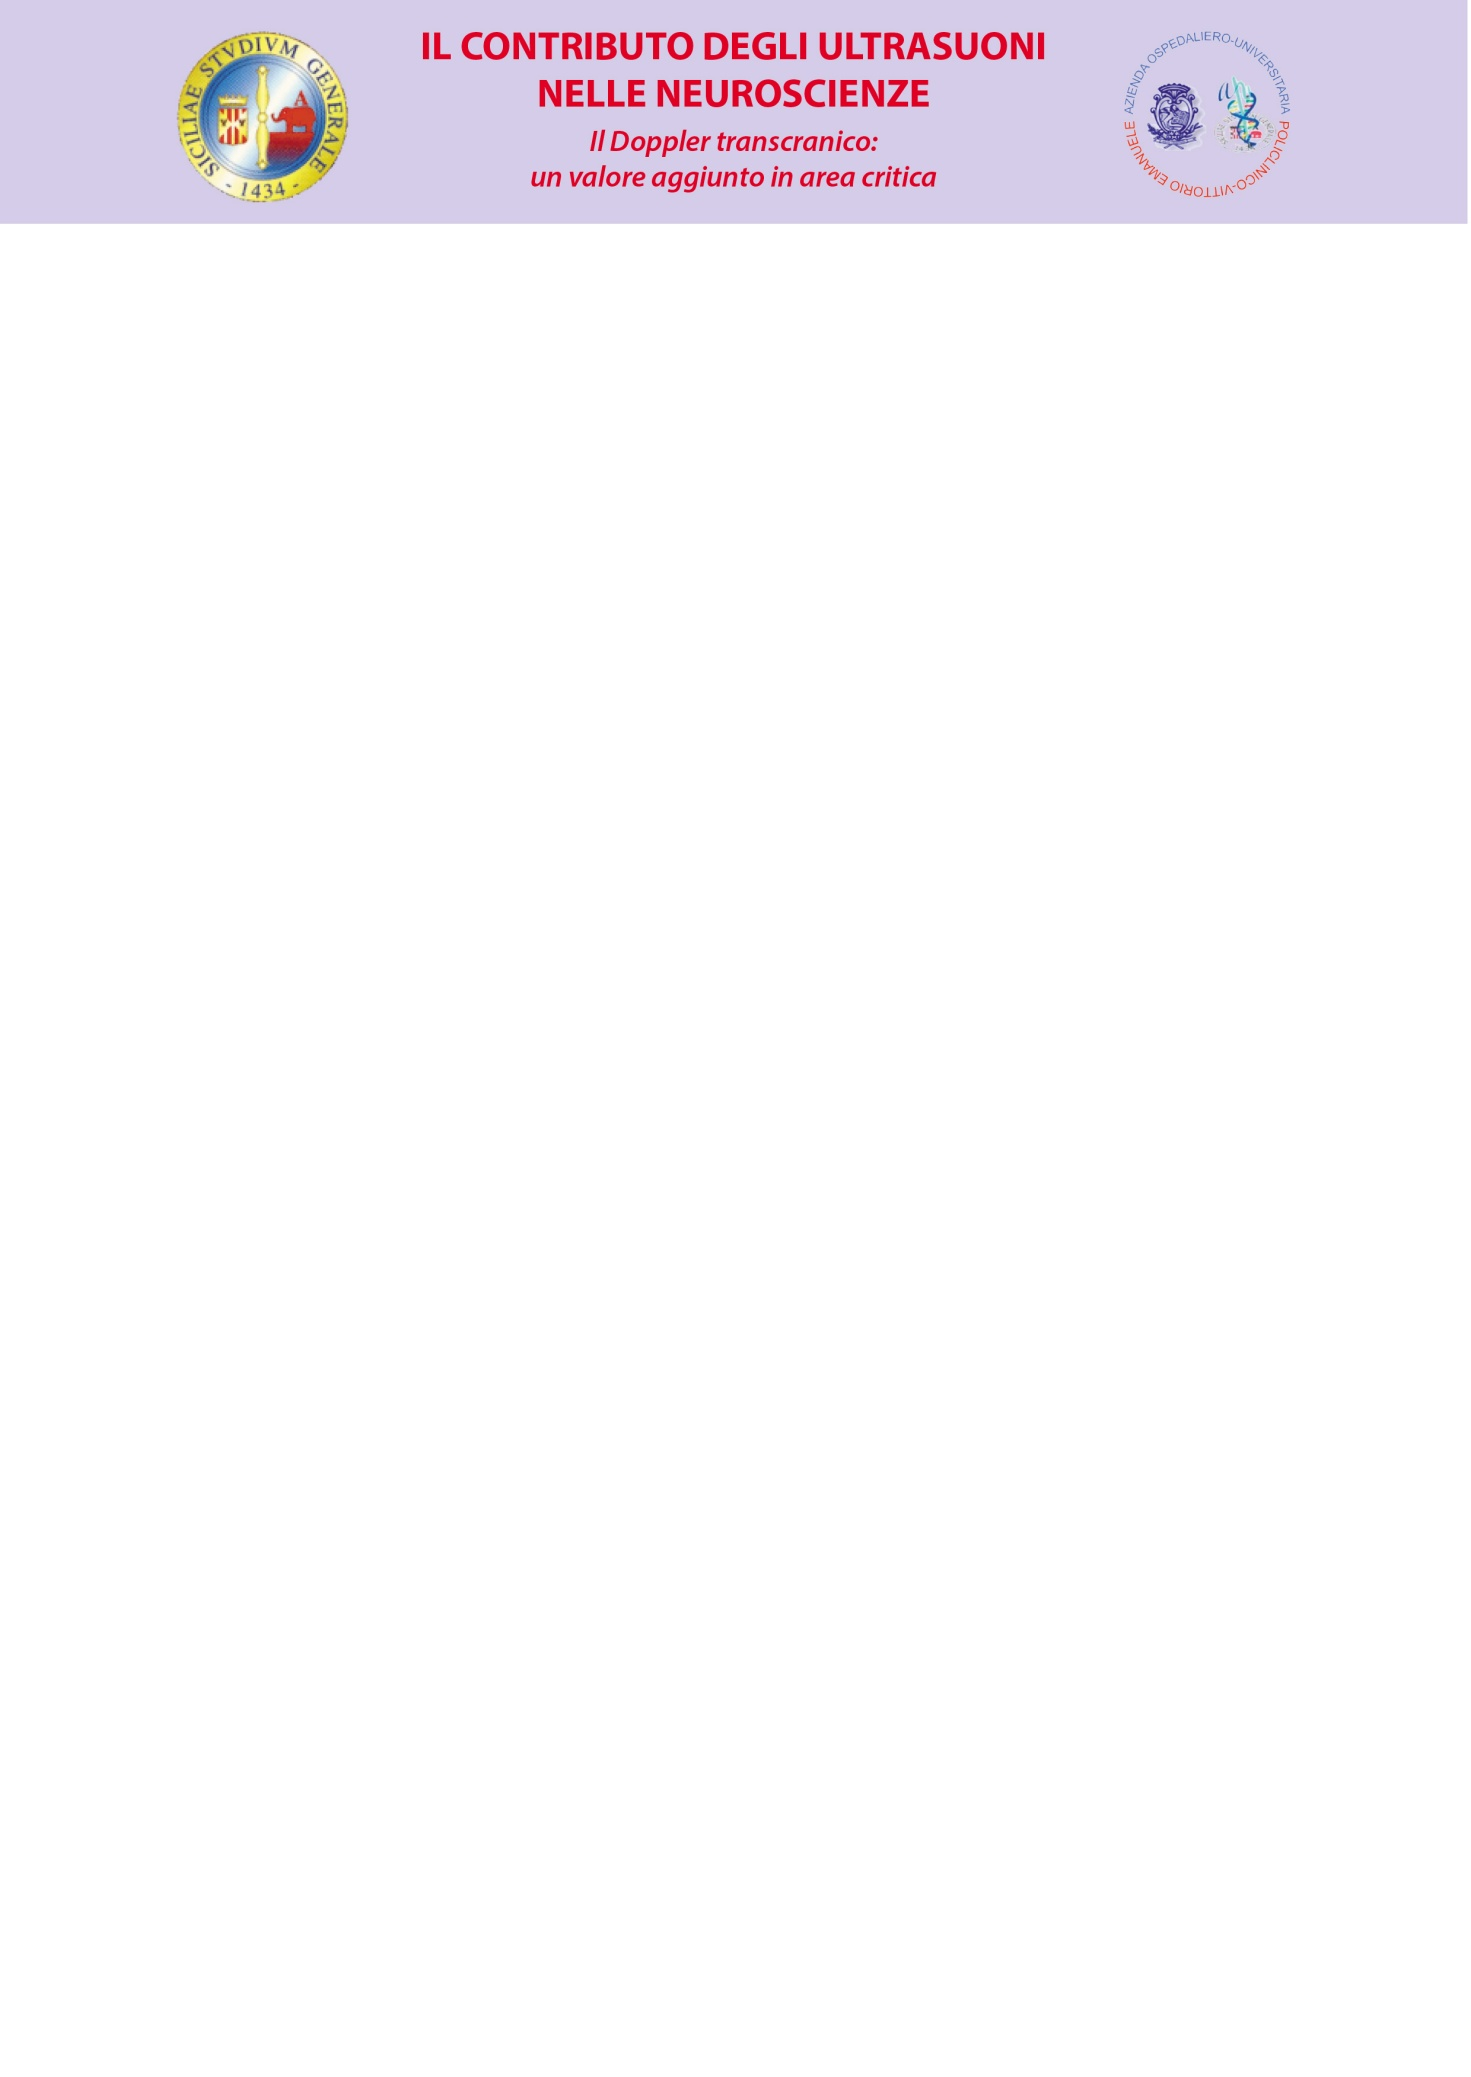 SICILIAE STVDIVM GENERALE
- 1434 -
IL CONTRIBUTO DEGLI ULTRASUONI
NELLE NEUROSCIENZE
Il Doppler transcranico:
un valore aggiunto in area critica
AZIENDA OSPEDALIERO-UNIVERSITARIA
POLICLINICO-VITTORIO EMANUELE